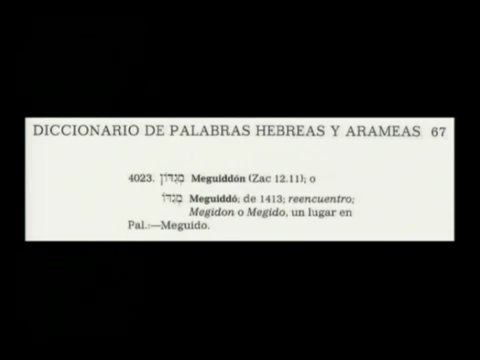 DICCIONARIO DE PALABRAS HEBREAS Y ARAMEAS 67
4023. מְגִדּוֹן Meguiddón (Zac 12.11); o
מְגִדּוֹ Meguiddó; de 1413; reencuentro;
Megidon o Megido, un lugar en
Pal.:—Meguido.